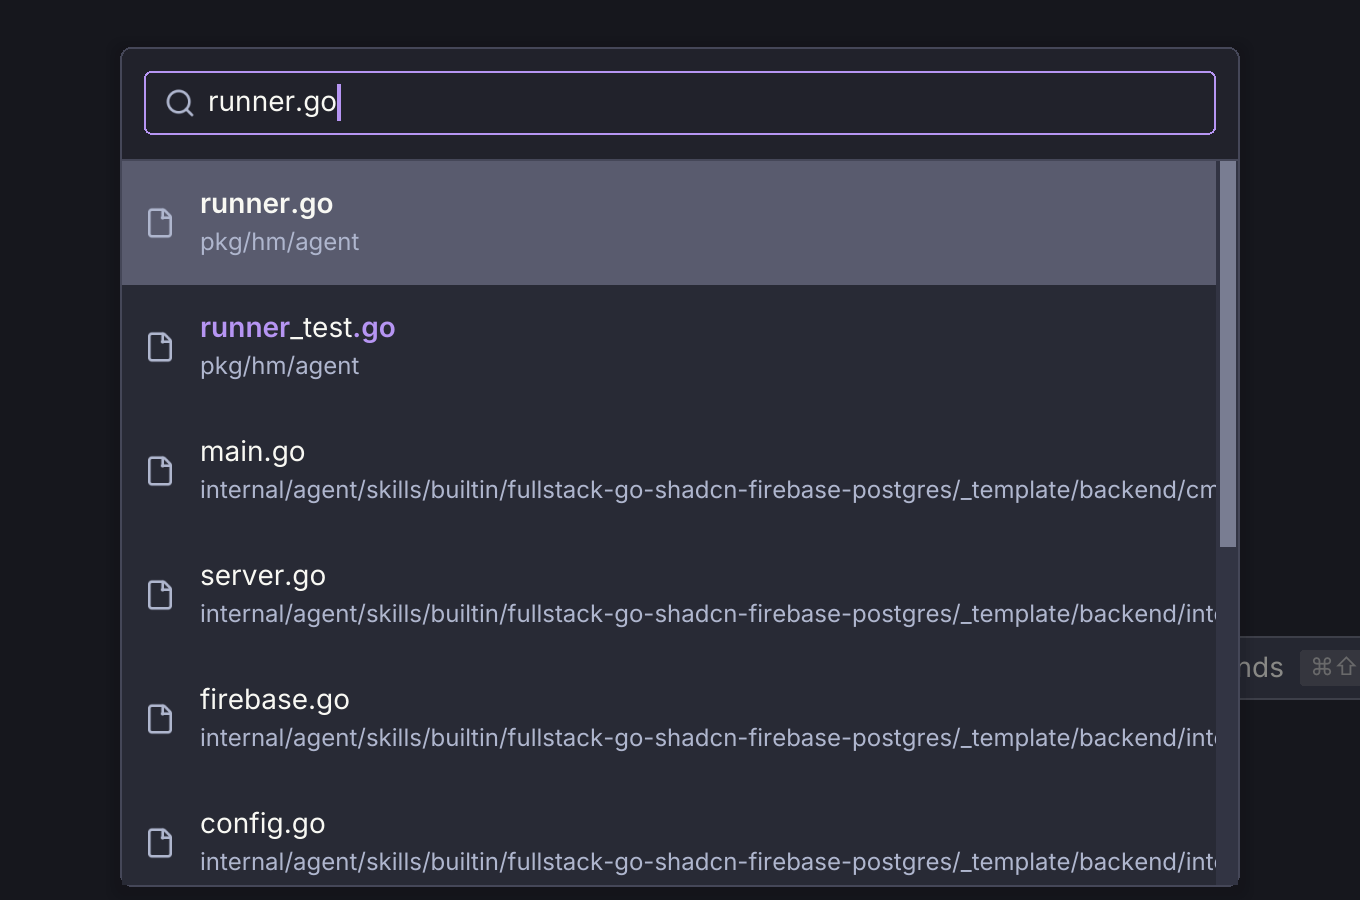 runner.go
runner.go
pkg/hm/agent
runner_test.go
pkg/hm/agent
main.go
internal/agent/skills/builtin/fullstack-go-shadcn-firebase-postgres/_template/backend/cm
server.go
internal/agent/skills/builtin/fullstack-go-shadcn-firebase-postgres/_template/backend/int
nds ⌘⇧
firebase.go
internal/agent/skills/builtin/fullstack-go-shadcn-firebase-postgres/_template/backend/int
config.go
internal/agent/skills/builtin/fullstack-go-shadcn-firebase-postgres/_template/backend/int